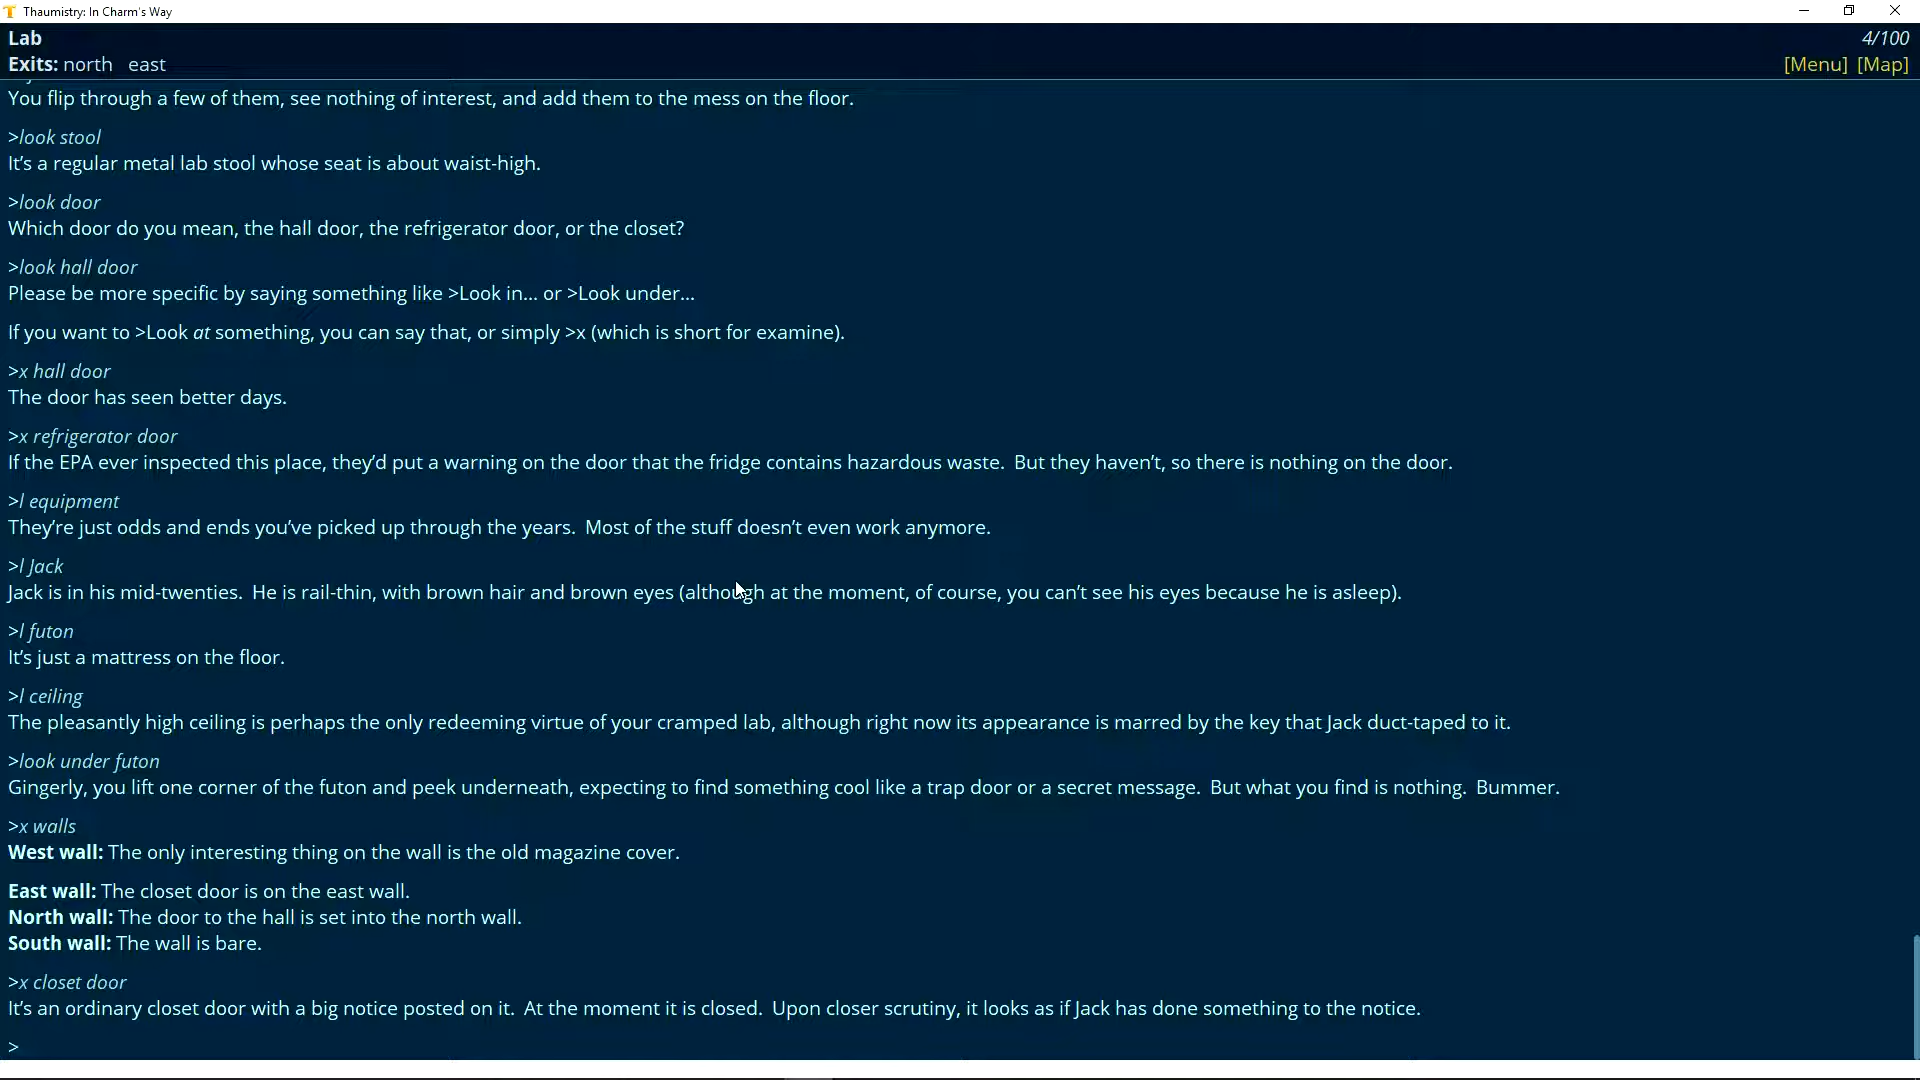 Thaumistry: In Charm's Way
Lab
4/100
Exits: north east
[Menu] [Map]
You flip through a few of them, see nothing of interest, and add them to the mess on the floor.
>look stool
It's a regular metal lab stool whose seat is about waist-high.
>look door
Which door do you mean, the hall door, the refrigerator door, or the closet?
>look hall door
Please be more specific by saying something like >Look in... or >Look under...
If you want to >Look at something, you can say that, or simply >x (which is short for examine).
>x hall door
The door has seen better days.
>x refrigerator door
If the EPA ever inspected this place, they'd put a warning on the door that the fridge contains hazardous waste. But they haven't, so there is nothing on the door.
>l equipment
They're just odds and ends you've picked up through the years. Most of the stuff doesn't even work anymore.
>l Jack
Jack is in his mid-twenties. He is rail-thin, with brown hair and brown eyes (although at the moment, of course, you can't see his eyes because he is asleep).
>l futon
It's just a mattress on the floor.
>l ceiling
The pleasantly high ceiling is perhaps the only redeeming virtue of your cramped lab, although right now its appearance is marred by the key that Jack duct-taped to it.
>look under futon
Gingerly, you lift one corner of the futon and peek underneath, expecting to find something cool like a trap door or a secret message. But what you find is nothing. Bummer.
>x walls
West wall: The only interesting thing on the wall is the old magazine cover.
East wall: The closet door is on the east wall.
North wall: The door to the hall is set into the north wall.
South wall: The wall is bare.
>x closet door
It's an ordinary closet door with a big notice posted on it. At the moment it is closed. Upon closer scrutiny, it looks as if Jack has done something to the notice.
>